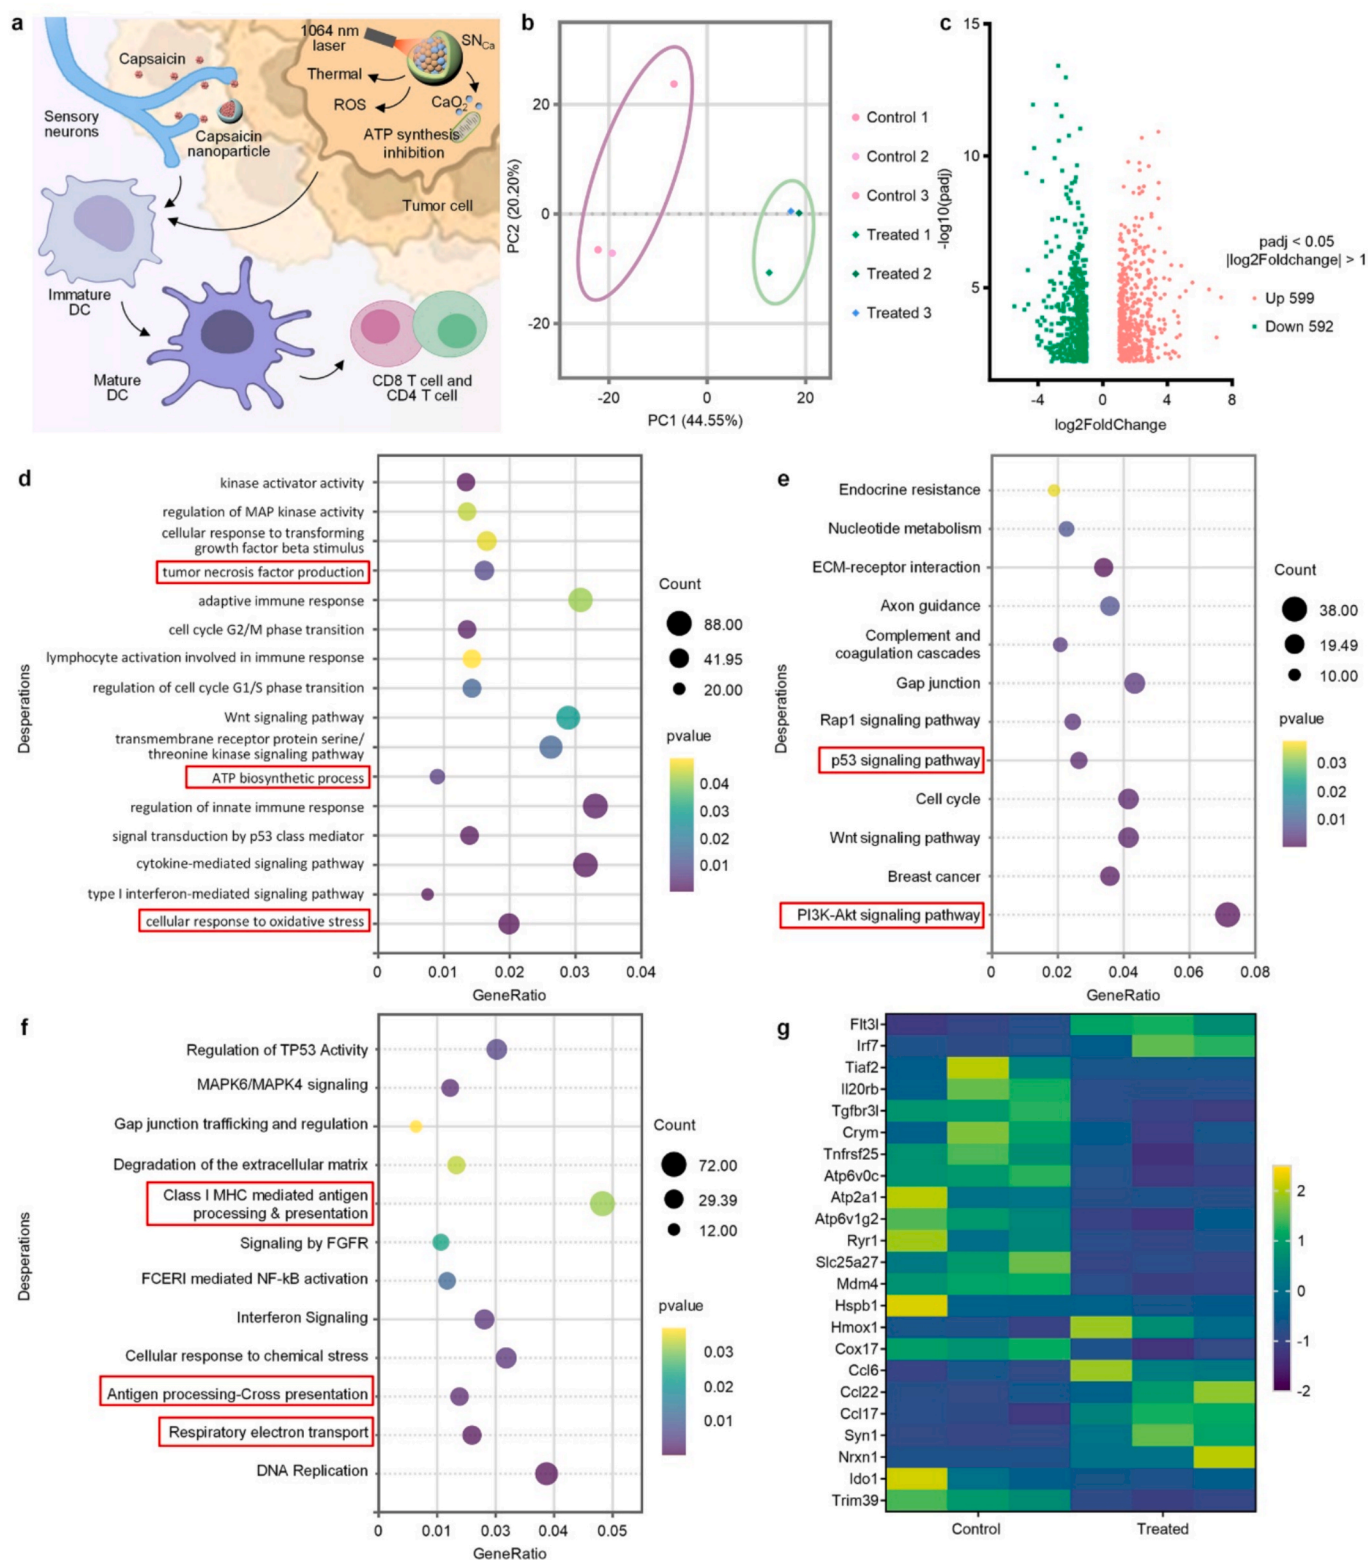 a
1064 nm
laser
SNCa
Capsaicin
Thermal
ROS
CaO2
Sensory
neurons
Capsaicin
nanoparticle
ATP synthesis
inhibition
Tumor cell
Immature
DC
Mature
DC
CD8 T cell and
CD4 T cell
b
PC2 (20.20%)
20
0
-20
-20
0
20
PC1 (44.55%)
Control 1
Control 2
Control 3
Treated 1
Treated 2
Treated 3
c
-log10(padj)
15
10
5
-4
0
4
8
log2FoldChange
padj < 0.05
|log2Foldchange| > 1
Up 599
Down 592
d
Desperations
kinase activator activity
regulation of MAP kinase activity
cellular response to transforming
growth factor beta stimulus
tumor necrosis factor production
adaptive immune response
cell cycle G2/M phase transition
lymphocyte activation involved in immune response
regulation of cell cycle G1/S phase transition
Wnt signaling pathway
transmembrane receptor protein serine/
threonine kinase signaling pathway
ATP biosynthetic process
regulation of innate immune response
signal transduction by p53 class mediator
cytokine-mediated signaling pathway
type I interferon-mediated signaling pathway
cellular response to oxidative stress
0
0.01
0.02
0.03
0.04
GeneRatio
Count
88.00
41.95
20.00
pvalue
0.04
0.03
0.02
0.01
e
Desperations
Endocrine resistance
Nucleotide metabolism
ECM-receptor interaction
Axon guidance
Complement and
coagulation cascades
Gap junction
Rap1 signaling pathway
p53 signaling pathway
Cell cycle
Wnt signaling pathway
Breast cancer
PI3K-Akt signaling pathway
0
0.02
0.04
0.06
0.08
GeneRatio
Count
38.00
19.49
10.00
pvalue
0.03
0.02
0.01
f
Desperations
Regulation of TP53 Activity
MAPK6/MAPK4 signaling
Gap junction trafficking and regulation
Degradation of the extracellular matrix
Class I MHC mediated antigen
processing & presentation
Signaling by FGFR
FCERI mediated NF-kB activation
Interferon Signaling
Cellular response to chemical stress
Antigen processing-Cross presentation
Respiratory electron transport
DNA Replication
0
0.01
0.02
0.03
0.04
0.05
GeneRatio
Count
72.00
29.39
12.00
pvalue
0.03
0.02
0.01
g
Flt3l
Irf7
Tiaf2
Il20rb
Tgfbr3l
Crym
Tnfrsf25
Atp6v0c
Atp2a1
Atp6v1g2
Ryr1
Slc25a27
Mdm4
Hspb1
Hmox1
Cox17
Ccl6
Ccl22
Ccl17
Syn1
Nrxn1
Ido1
Trim39
Control
Treated
2
1
0
-1
-2